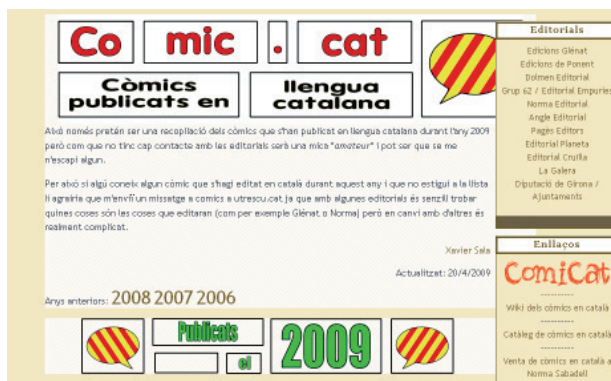 Co mic . cat
Còmics publicats en
llengua catalana
Això només pretén ser una recopilació dels còmics que s'han publicat en llengua catalana durant l'any 2009
però com que no tinc cap contacte amb les editorials serà una mica "amateur" i pot ser que se me
n'escapi algun.
Per això si algú coneix algun còmic que s'hagi editat en català durant aquest any i que no estigui a la llista
li agrairia que m'enviï un missatge a comics a utrescu.cat ja que amb algunes editorials és senzill trobar
quines coses són les coses que editaran (com per exemple Glénat o Norma) però en canvi amb d'altres és
realment complicat.
Xavier Sala
Actualitzat: 20/4/2009
Anys anteriors: 2008 2007 2006
Publicats
el
2009
Editorials
Edicions Glénat
Edicions de Ponent
Dolmen Editorial
Grup 62 / Editorial Empuries
Norma Editorial
Angle Editorial
Pagès Editors
Editorial Planeta
Editorial Cruïlla
La Galera
Diputació de Girona /
Ajuntaments
Enllaços
ComiCat
----------
Wiki dels còmics en català
----------
Catàleg de còmics en català
----------
Venta de còmics en català a
Norma Sabadell